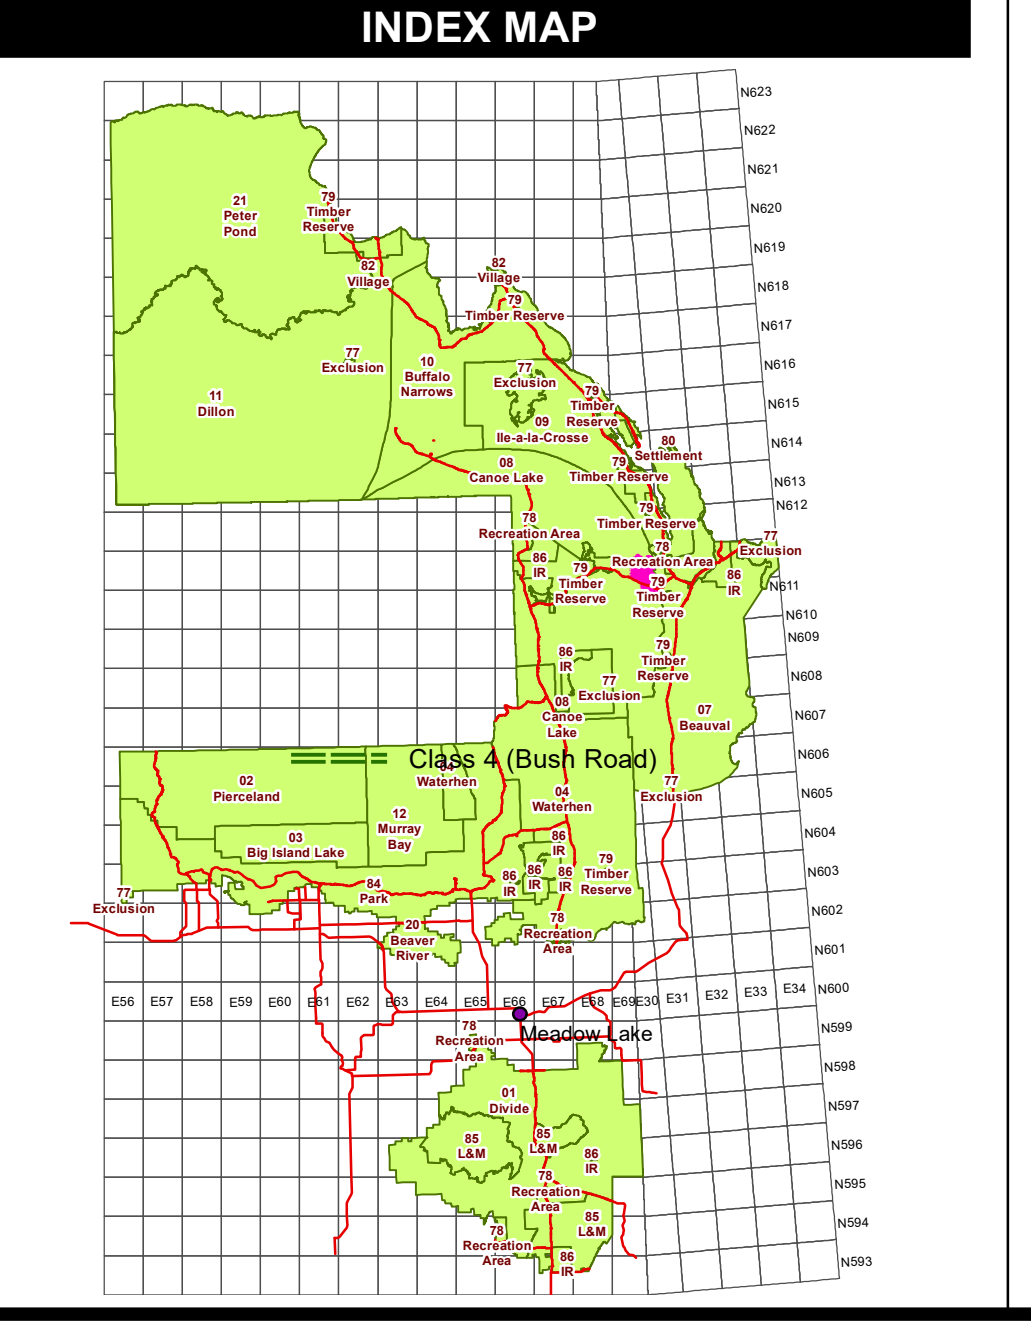 INDEX MAP
N623
N622
N621
N620
N619
N618
N617
N616
N615
N614
N613
N612
N611
N610
N609
N608
N607
N606
N605
N604
N603
N602
N601
N600
N599
N598
N597
N596
N595
N594
N593
21
Peter
Pond
79
Timber
Reserve
82
Village
82
Village
79
Timber Reserve
77
Exclusion
10
Buffalo
Narrows
77
Exclusion
11
Dillon
79
Timber
Reserve
09
Ile-a-la-Crosse
80
Settlement
08
Canoe Lake
79
Timber Reserve
79
Timber Reserve
78
Recreation Area
77
Exclusion
78
Recreation Area
86
IR
79
Timber
Reserve
79
Timber
Reserve
86
IR
86
IR
79
Timber
Reserve
77
Exclusion
08
Canoe
Lake
07
Beauval
Class 4 (Bush Road)
04
Waterhen
02
Pierceland
04
Waterhen
77
Exclusion
12
Murray
Bay
03
Big Island Lake
86
IR
79
Timber
Reserve
86
IR
86
IR
86
IR
84
Park
77
Exclusion
20
Beaver
River
78
Recreation
Area
E56 E57 E58 E59 E60 E61 E62 E63 E64 E65 E66 E67 E68 E69 E30 E31 E32 E33 E34
Meadow Lake
78
Recreation
Area
01
Divide
85
L&M
85
L&M
86
IR
78
Recreation
Area
85
L&M
78
Recreation
Area
86
IR